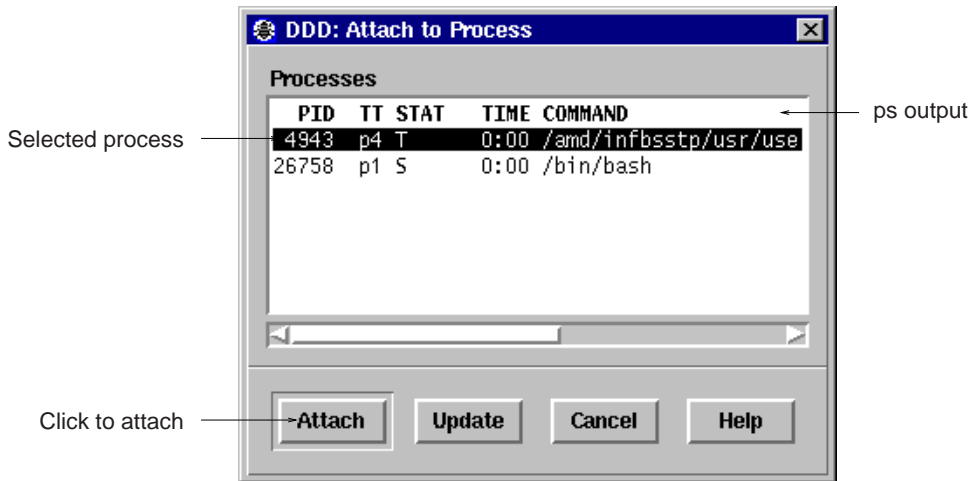 DDD: Attach to Process
Processes
PID TT STAT TIME COMMAND
ps output
Selected process
4943 p4 T 0:00 /amd/infbsstp/usr/use
26758 p1 S 0:00 /bin/bash
Click to attach
Attach Update Cancel Help